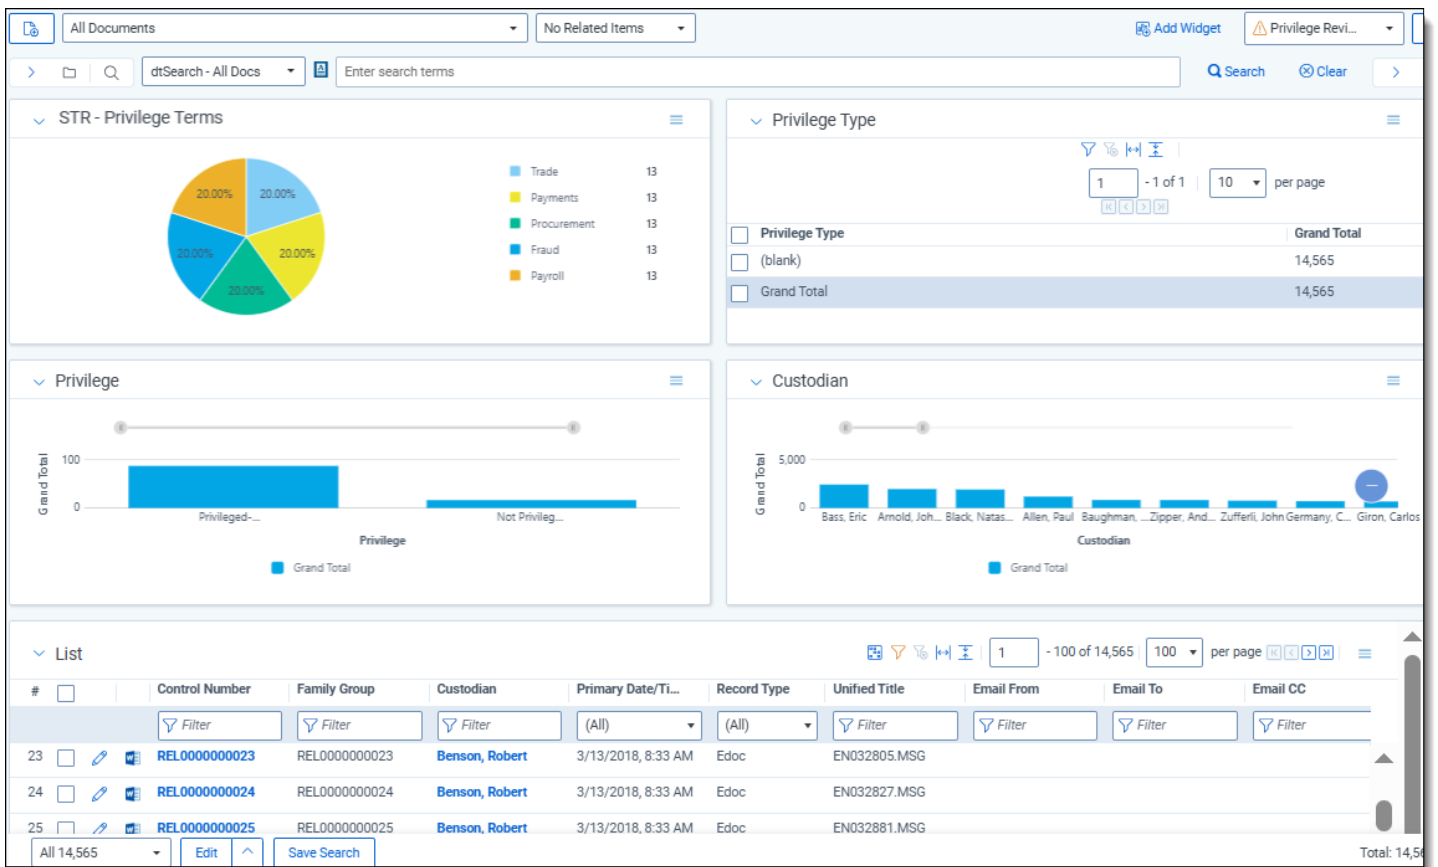 All Documents No Related Items Add Widget Privilege Revi...
dtSearch - All Docs Enter search terms Search Clear
STR - Privilege Terms
20.00% 20.00%
20.00% 20.00%
20.00%
Trade 13
Payments 13
Procurement 13
Fraud 13
Payroll 13
Privilege Type
1 - 1 of 1 10 per page
Privilege Type Grand Total
(blank) 14,565
Grand Total 14,565
Privilege
Grand Total
100
0
Privileged-... Not Privileg...
Privilege
Grand Total
Custodian
Grand Total
5,000
0
Bass, Eric Arnold, Joh... Black, Natas... Allen, Paul Baughman, ... Zipper, And... Zufferli, John Germany, C... Giron, Carlos
Custodian
Grand Total
List 1 - 100 of 14,565 100 per page
# Control Number Family Group Custodian Primary Date/Ti... Record Type Unified Title Email From Email To Email CC
Filter Filter Filter (All) (All) Filter Filter Filter Filter
23 REL0000000023 REL0000000023 Benson, Robert 3/13/2018, 8:33 AM Edoc EN032805.MSG
24 REL0000000024 REL0000000024 Benson, Robert 3/13/2018, 8:33 AM Edoc EN032827.MSG
25 REL0000000025 REL0000000025 Benson, Robert 3/13/2018, 8:33 AM Edoc EN032881.MSG
All 14,565 Edit Save Search Total: